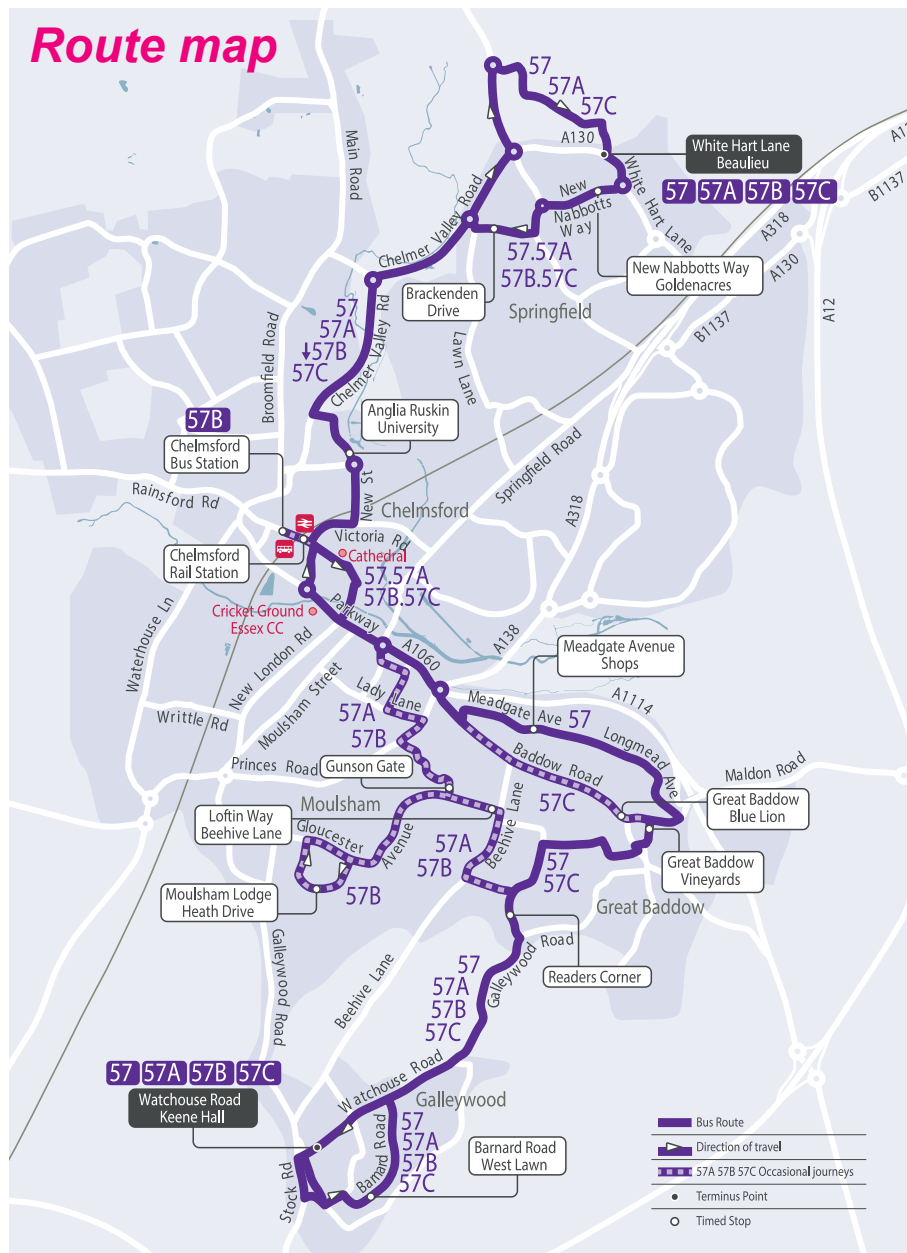 Route map
57
57A
57C
A130
White Hart Lane
Beaulieu
57 57A 57B 57C
Main Road
White Hart Lane
New
Nabbotts
Way
A318
A130
B1137
A12
B1137
Chelmer Valley Road
57.57A
57B.57C
New Nabbotts Way
Goldenacres
Brackenden
Drive
Springfield
57
57A
57B
57C
Chelmer Valley Rd
Lawn Lane
Broomfield Road
57B
Chelmsford
Bus Station
Anglia Ruskin
University
Rainsford Rd
New St
Springfield Road
A318
Chelmsford
Victoria Rd
Cathedral
Chelmsford
Rail Station
57.57A
57B.57C
Cricket Ground
Essex CC
Parkway
Waterhouse Ln
New London Rd
A1060
A138
Meadgate Avenue
Shops
Moulsham Street
Lady Lane
57A
57B
Meadgate Ave
57
A1114
Writtle Rd
Longmead Ave
Baddow Road
Princes Road
Gunson Gate
Maldon Road
57C
Moulsham
Loftin Way
Beehive Lane
Great Baddow
Blue Lion
Gloucester
Avenue
Beehive Lane
57A
57B
57
57C
Great Baddow
Vineyards
Moulsham Lodge
Heath Drive
57B
Great Baddow
Galleywood Road
Beehive Lane
Galleywood Road
Readers Corner
57
57A
57B
57C
57 57A 57B 57C
Watchouse Road
Keene Hall
Watchouse Road
Galleywood
57
57A
57B
57C
Barnard Road
Barnard Road
West Lawn
Stock Rd
Bus Route
Direction of travel
57A 57B 57C Occasional journeys
Terminus Point
Timed Stop